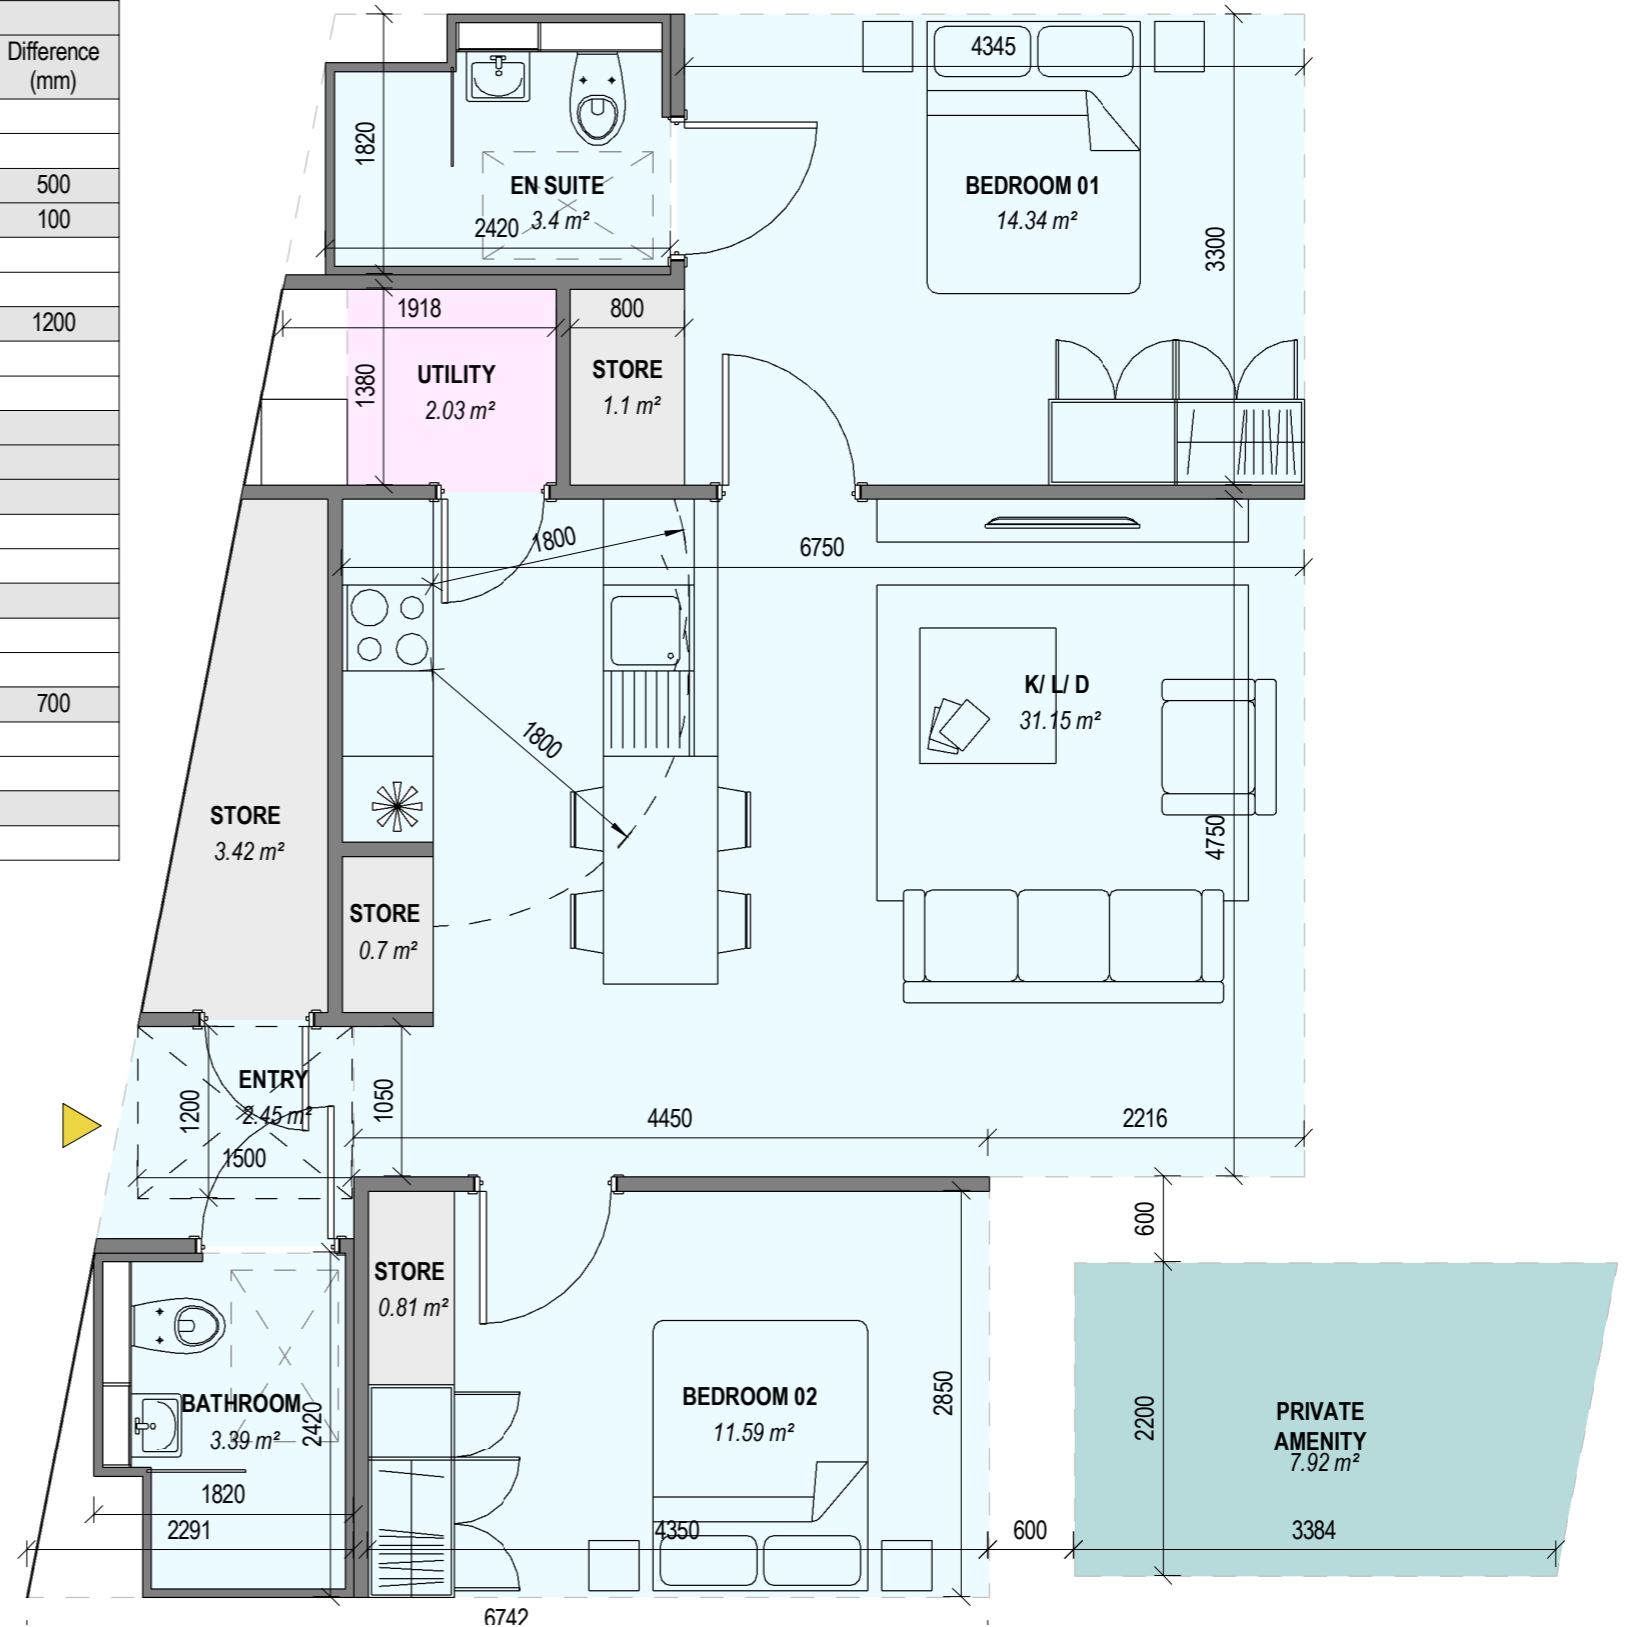 Difference
(mm)
500
100
1200
700
4345
1820
EN SUITE
3.4 m²
2420
BEDROOM 01
14.34 m²
3300
1918
800
1380
UTILITY
2.03 m²
STORE
1.1 m²
1800
6750
K/ L/ D
31.15 m²
1800
4750
STORE
3.42 m²
STORE
0.7 m²
ENTRY
2.45 m²
1200
1050
1500
4450
2216
600
STORE
0.81 m²
BATHROOM
3.39 m²
2420
1820
2291
BEDROOM 02
11.59 m²
2850
4350
600
2200
PRIVATE
AMENITY
7.92 m²
3384
6742